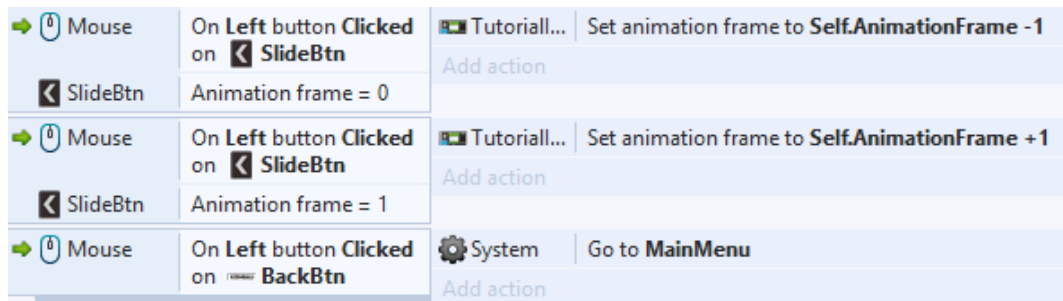 Mouse On Left button Clicked on SlideBtn Tutoriall... Set animation frame to Self.AnimationFrame -1
Add action
SlideBtn Animation frame = 0
Mouse On Left button Clicked on SlideBtn Tutoriall... Set animation frame to Self.AnimationFrame +1
Add action
SlideBtn Animation frame = 1
Mouse On Left button Clicked on BackBtn System Go to MainMenu
Add action